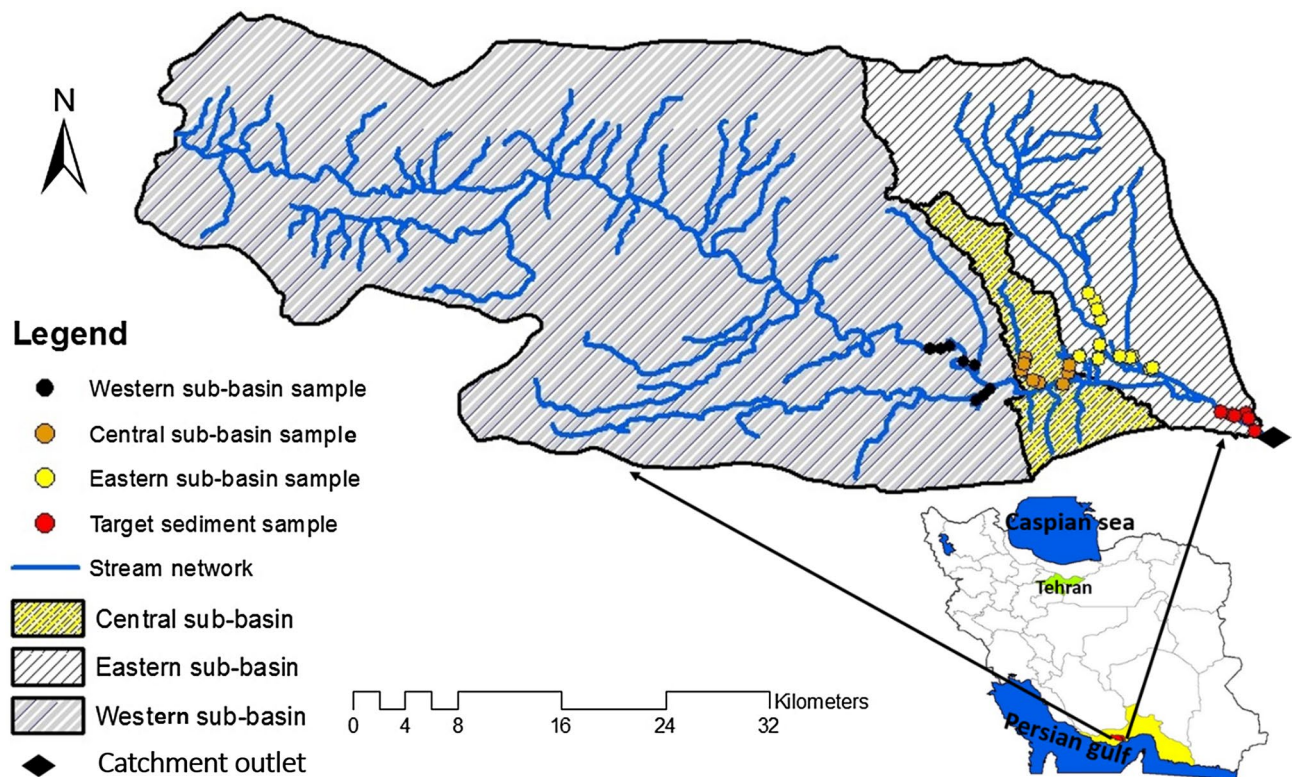 N
Legend
Western sub-basin sample
Central sub-basin sample
Eastern sub-basin sample
Target sediment sample
Stream network
Central sub-basin
Eastern sub-basin
Western sub-basin
Catchment outlet
0 4 8 16 24 32
Kilometers
Caspian sea
Tehran
Persian gulf